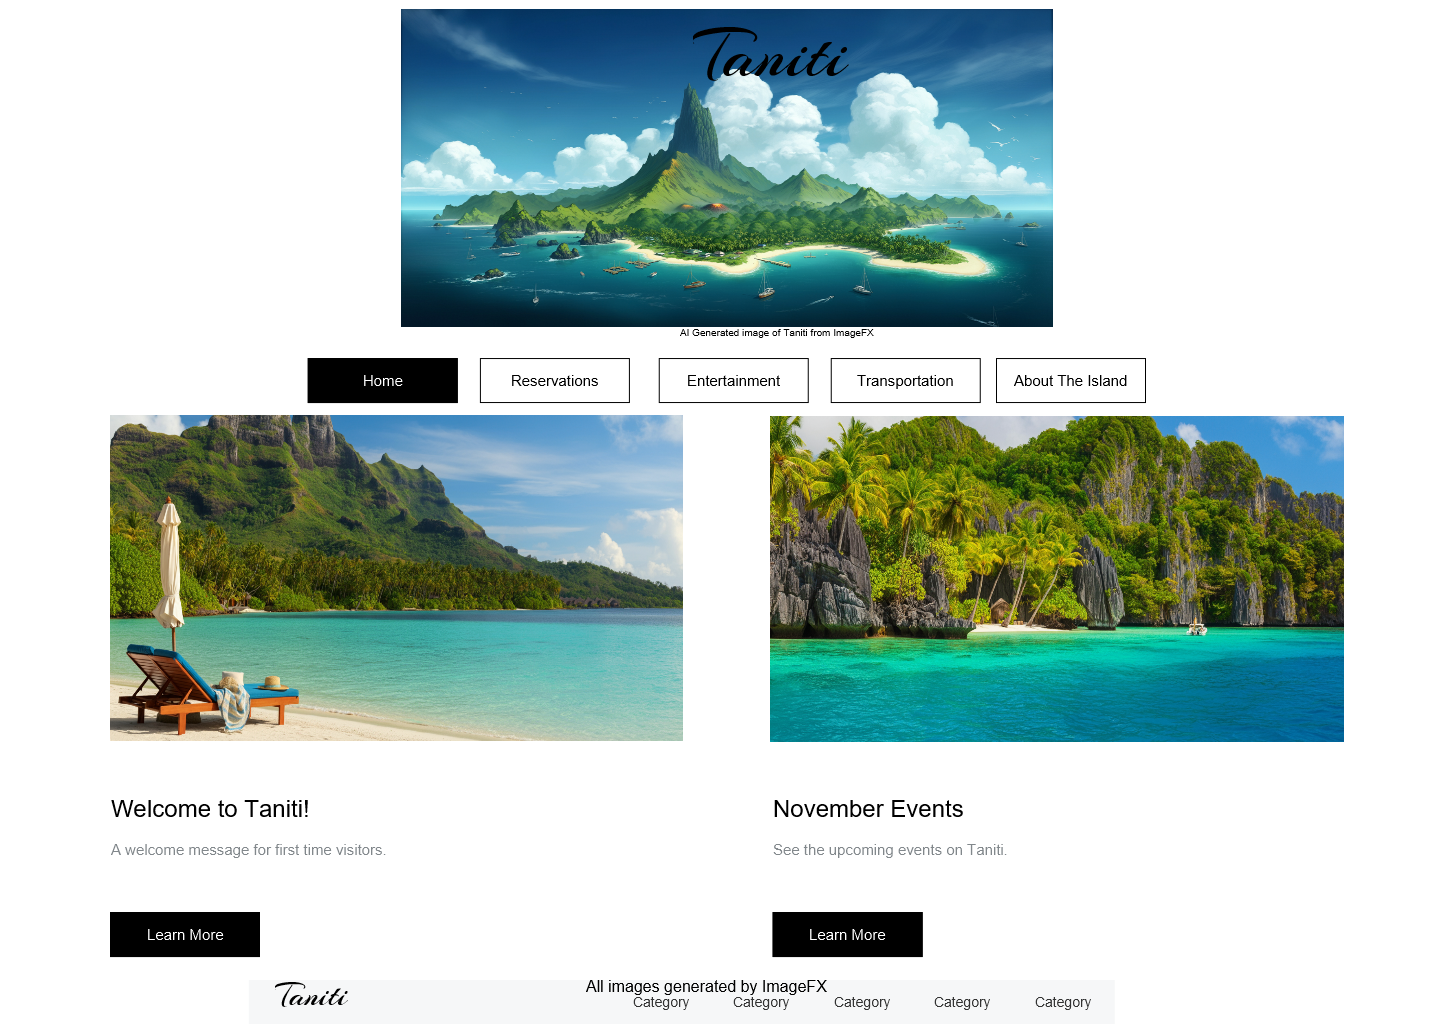 Taniti
AI Generated image of Taniti from ImageFX
Home
Reservations
Entertainment
Transportation
About The Island
Welcome to Taniti!
November Events
A welcome message for first time visitors.
See the upcoming events on Taniti.
Learn More
Learn More
Taniti
All images generated by ImageFX
Category
Category
Category
Category
Category